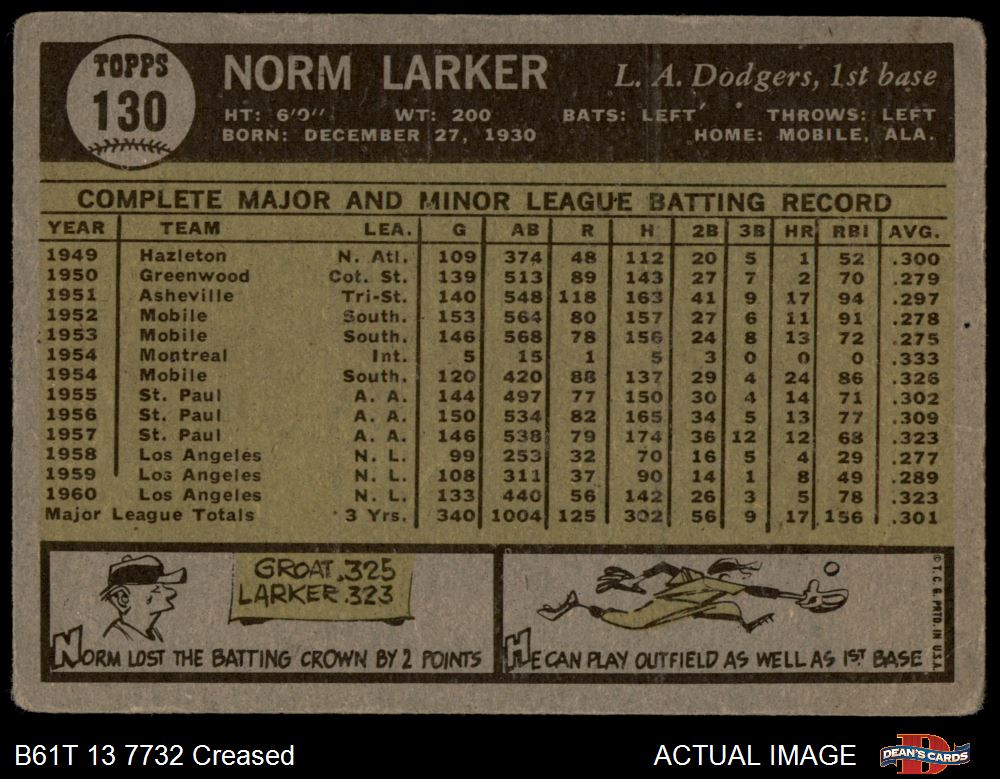 TOPPS
130
NORM LARKER
L. A. Dodgers, 1st base
HT: 6'0" WT: 200 BATS: LEFT THROWS: LEFT
BORN: DECEMBER 27, 1930 HOME: MOBILE, ALA.
COMPLETE MAJOR AND MINOR LEAGUE BATTING RECORD
YEAR TEAM LEA. G AB R H 2B 3B HR RBI AVG.
1949 Hazleton N. Atl. 109 374 48 112 20 5 1 52 .300
1950 Greenwood Cot. St. 139 513 89 143 27 7 2 70 .279
1951 Asheville Tri-St. 140 548 118 163 41 9 17 94 .297
1952 Mobile South. 153 564 80 157 27 6 11 91 .278
1953 Mobile South. 146 568 78 156 24 8 13 72 .275
1954 Montreal Int. 5 15 1 5 3 0 0 0 .333
1954 Mobile South. 120 420 88 137 29 4 24 86 .326
1955 St. Paul A. A. 144 497 77 150 30 4 14 71 .302
1956 St. Paul A. A. 150 534 82 165 34 5 13 77 .309
1957 St. Paul A. A. 146 538 79 174 36 12 12 68 .323
1958 Los Angeles N. L. 99 253 32 70 16 5 4 29 .277
1959 Los Angeles N. L. 108 311 37 90 14 1 8 49 .289
1960 Los Angeles N. L. 133 440 56 142 26 3 5 78 .323
Major League Totals 3 Yrs. 340 1004 125 302 56 9 17 156 .301
GROAT .325
LARKER .323
NORM LOST THE BATTING CROWN BY 2 POINTS
HE CAN PLAY OUTFIELD AS WELL AS 1ST BASE
© T. C. G. PRTD. IN U.S.A.
B61T 13 7732 Creased
ACTUAL IMAGE
DEAN'S CARDS